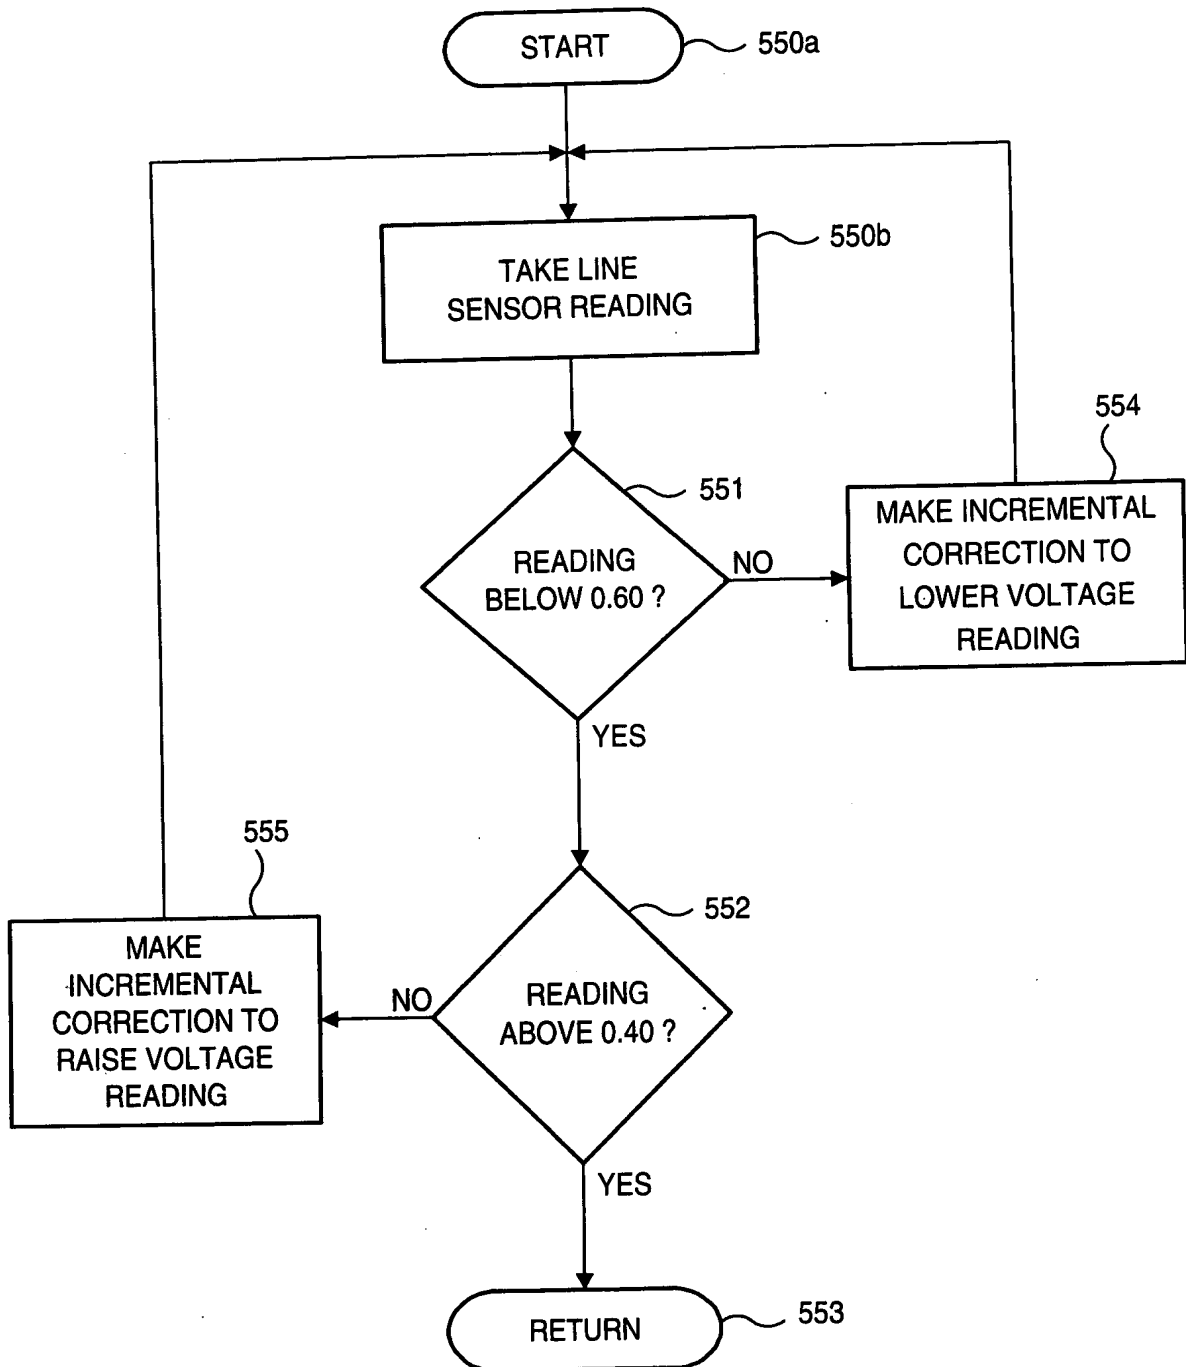 START
550a
TAKE LINE
SENSOR READING
550b
READING
BELOW 0.60 ?
551
NO
YES
MAKE INCREMENTAL
CORRECTION TO
LOWER VOLTAGE
READING
554
READING
ABOVE 0.40 ?
552
NO
YES
MAKE
INCREMENTAL
CORRECTION TO
RAISE VOLTAGE
READING
555
RETURN
553